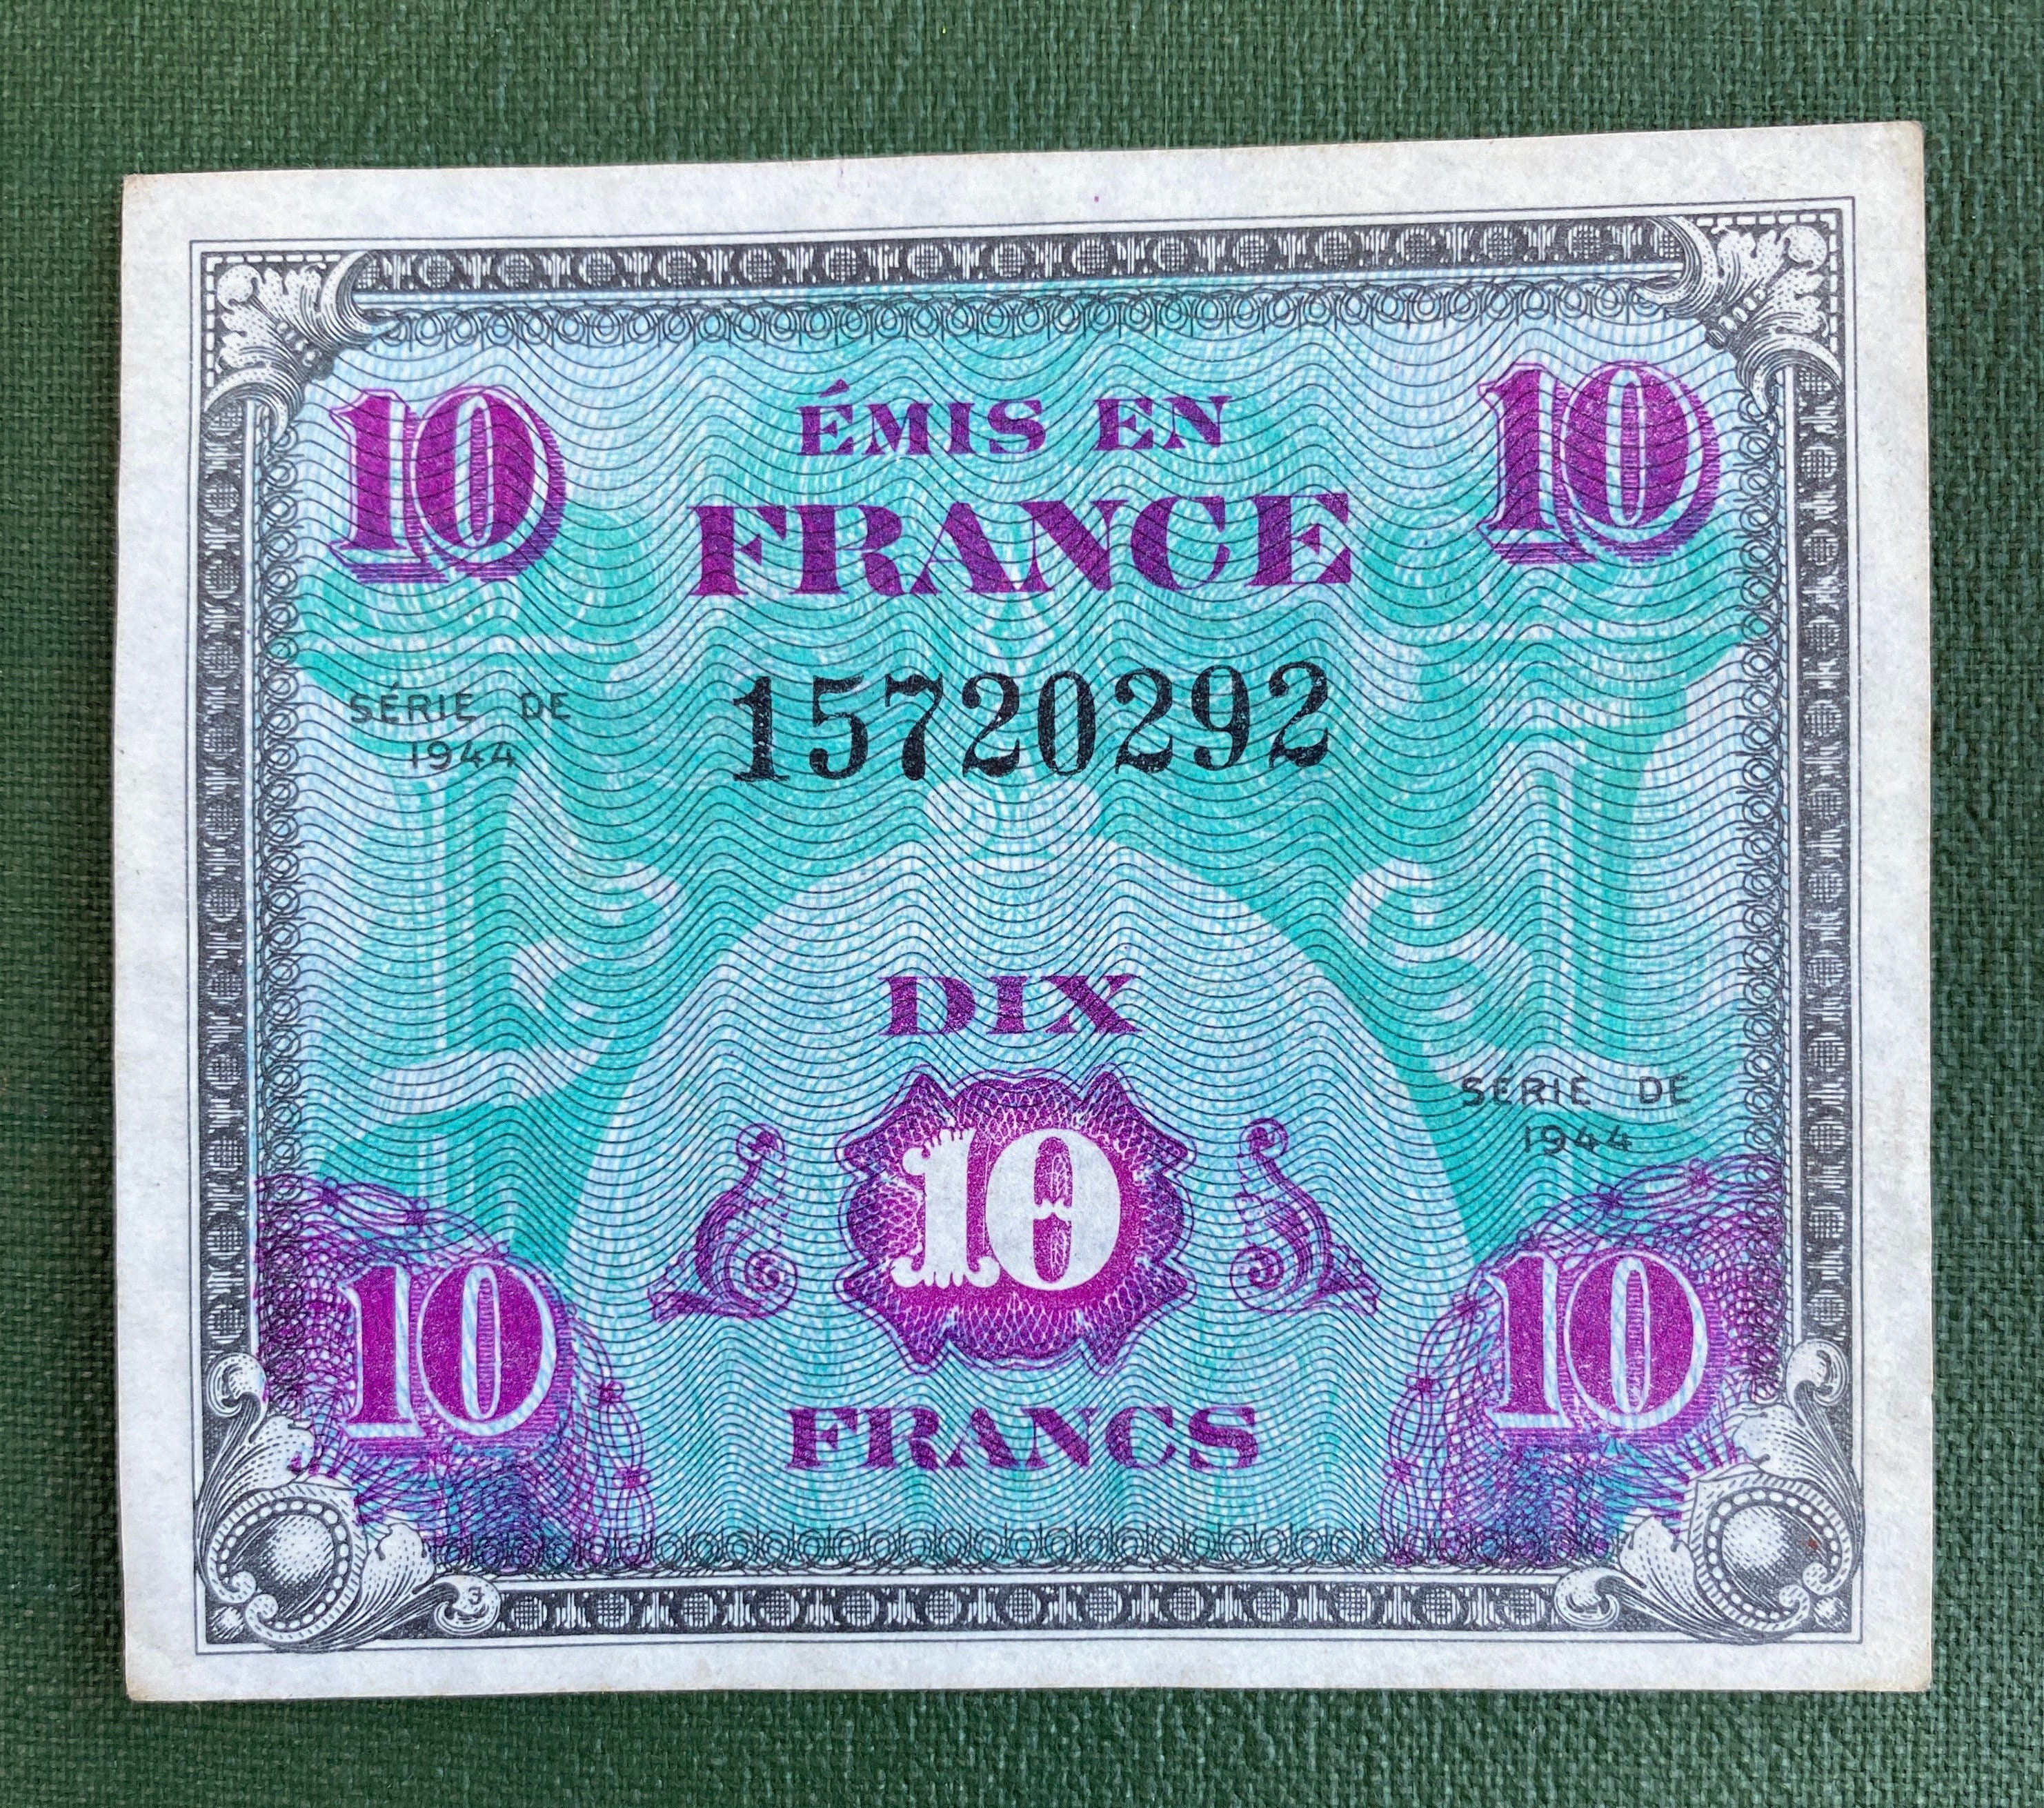 10 ÉMIS EN 10
FRANCE
15720292
SÉRIE DE
1944
DIX
SÉRIE DE
1944
10
10 10
FRANCS